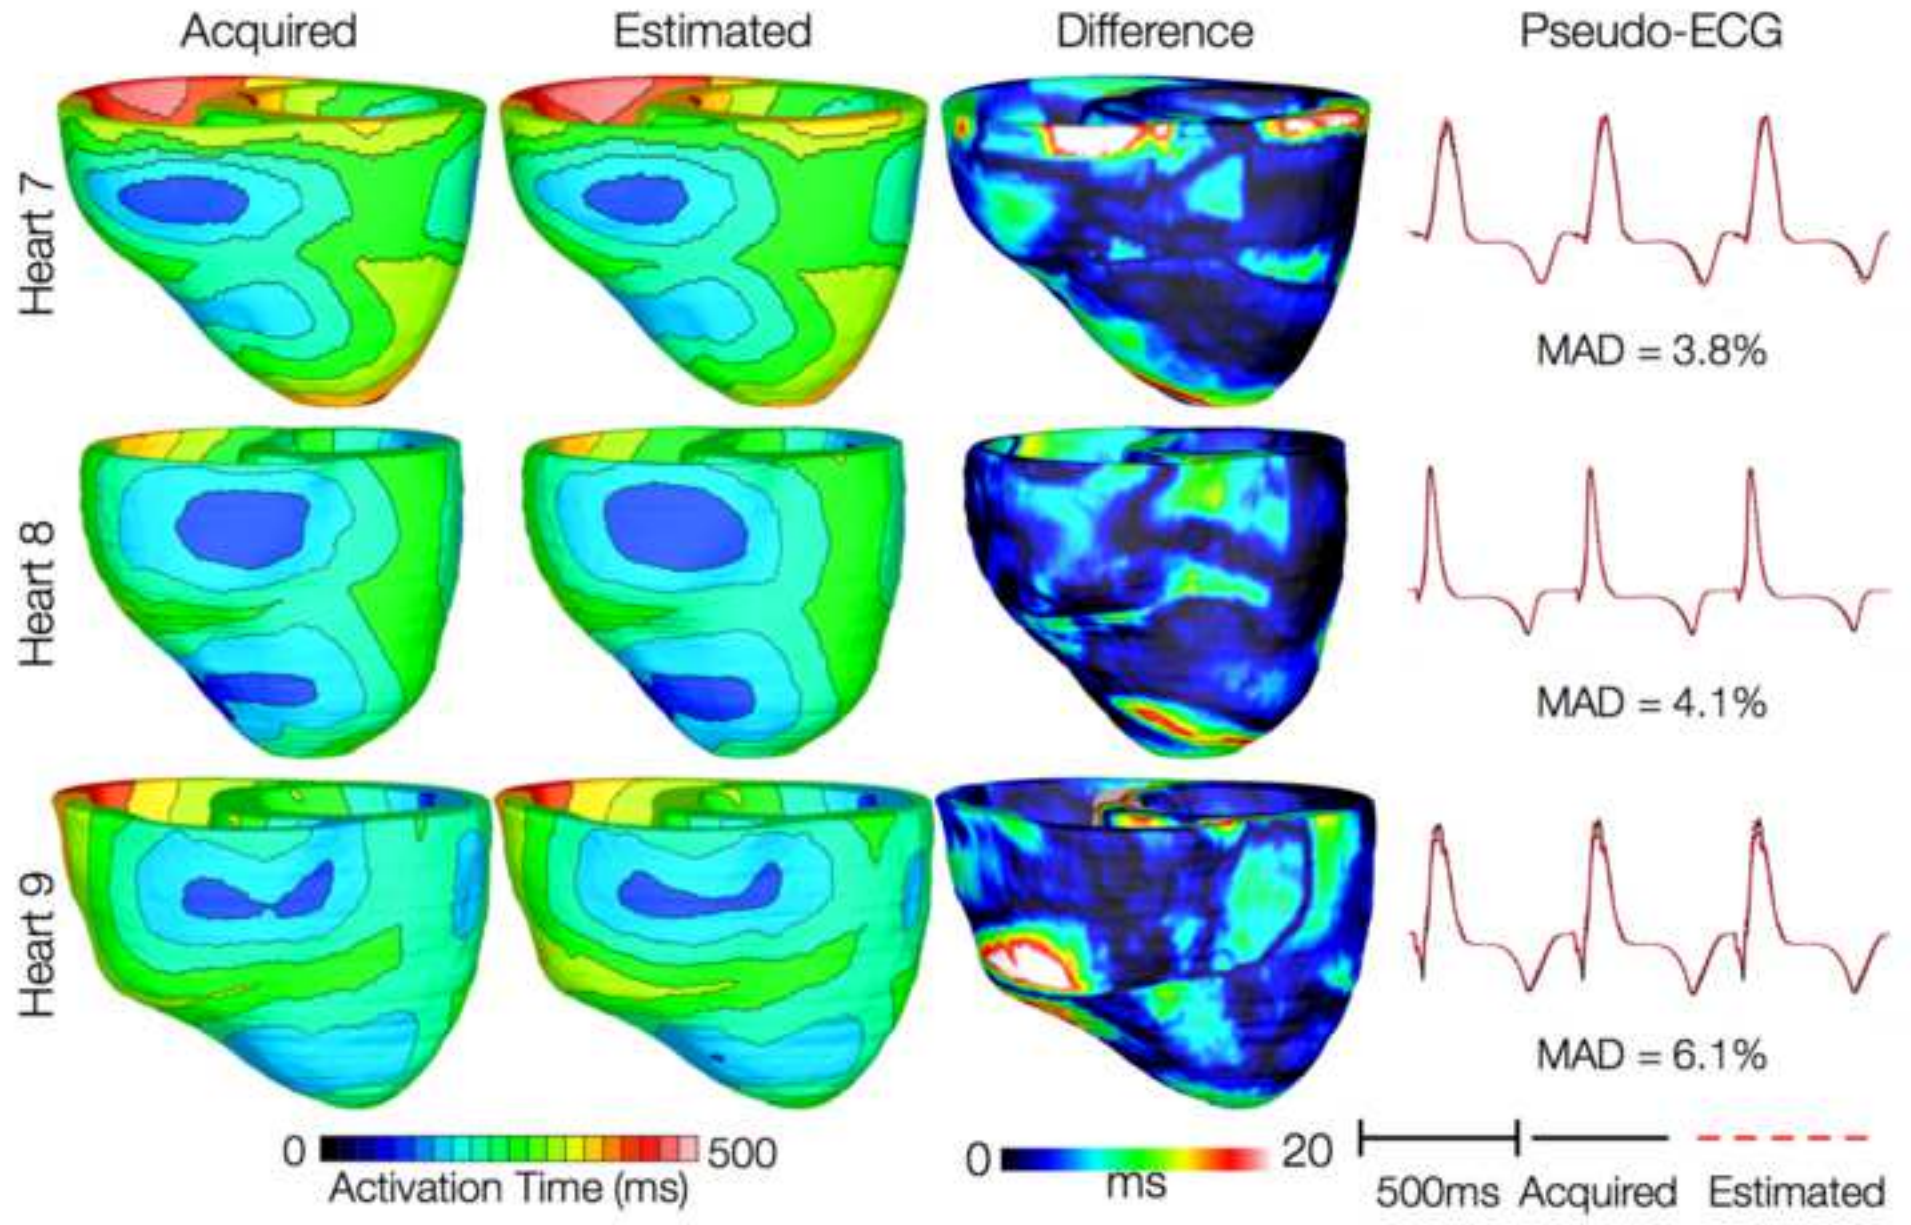 Acquired Estimated Difference Pseudo-ECG
Heart 7
MAD = 3.8%
Heart 8
MAD = 4.1%
Heart 9
MAD = 6.1%
0 500
Activation Time (ms)
0 20
ms
500ms Acquired Estimated